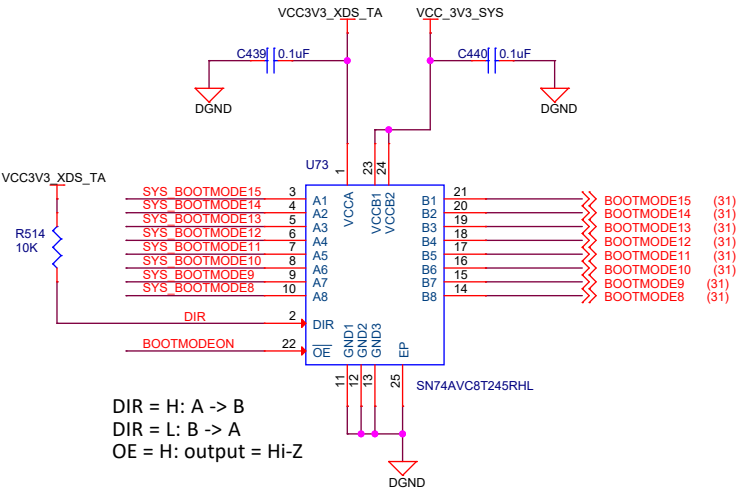 VCC3V3_XDS_TA VCC_3V3_SYS
C439 0.1uF C440 0.1uF
DGND DGND
U73
1 23 24
VCC3V3_XDS_TA
R514
10K
VCCA VCCB1 VCCB2
SYS_BOOTMODE15 3 A1 B1 21 BOOTMODE15 (31)
SYS_BOOTMODE14 4 A2 B2 20 BOOTMODE14 (31)
SYS_BOOTMODE13 5 A3 B3 19 BOOTMODE13 (31)
SYS_BOOTMODE12 6 A4 B4 18 BOOTMODE12 (31)
SYS_BOOTMODE11 7 A5 B5 17 BOOTMODE11 (31)
SYS_BOOTMODE10 8 A6 B6 16 BOOTMODE10 (31)
SYS_BOOTMODE9 9 A7 B7 15 BOOTMODE9 (31)
SYS_BOOTMODE8 10 A8 B8 14 BOOTMODE8 (31)
DIR 2 DIR
BOOTMODEON 22 OE
GND1 GND2 GND3 EP
11 12 13 25
SN74AVC8T245RHL
DIR = H: A -> B
DIR = L: B -> A
OE = H: output = Hi-Z
DGND